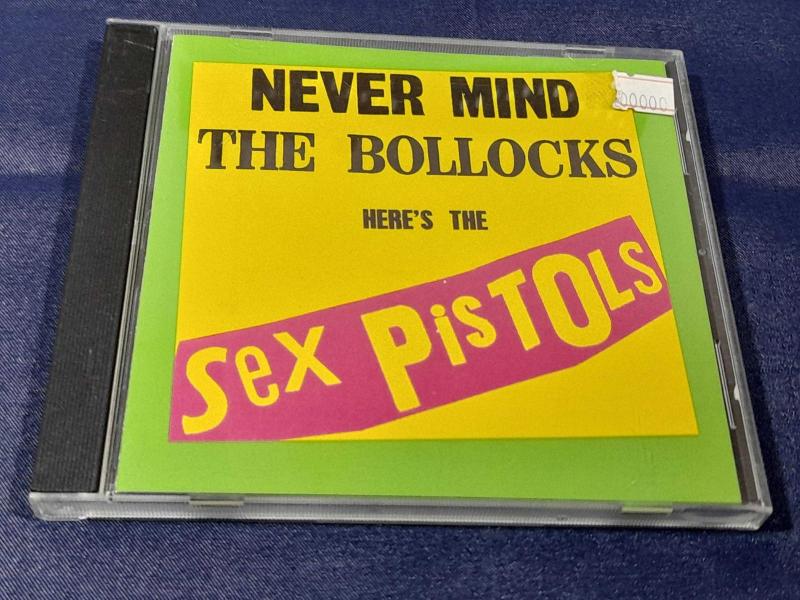 NEVER MIND
THE BOLLOCKS
HERE'S THE
Sex PisTOLS